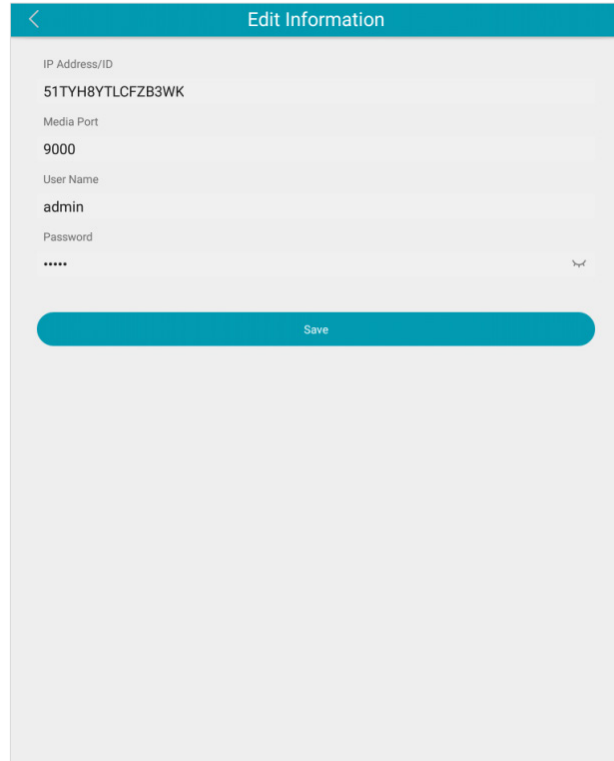 Edit Information
IP Address/ID
51TYH8YTLCFZB3WK
Media Port
9000
User Name
admin
Password
•••••
Save